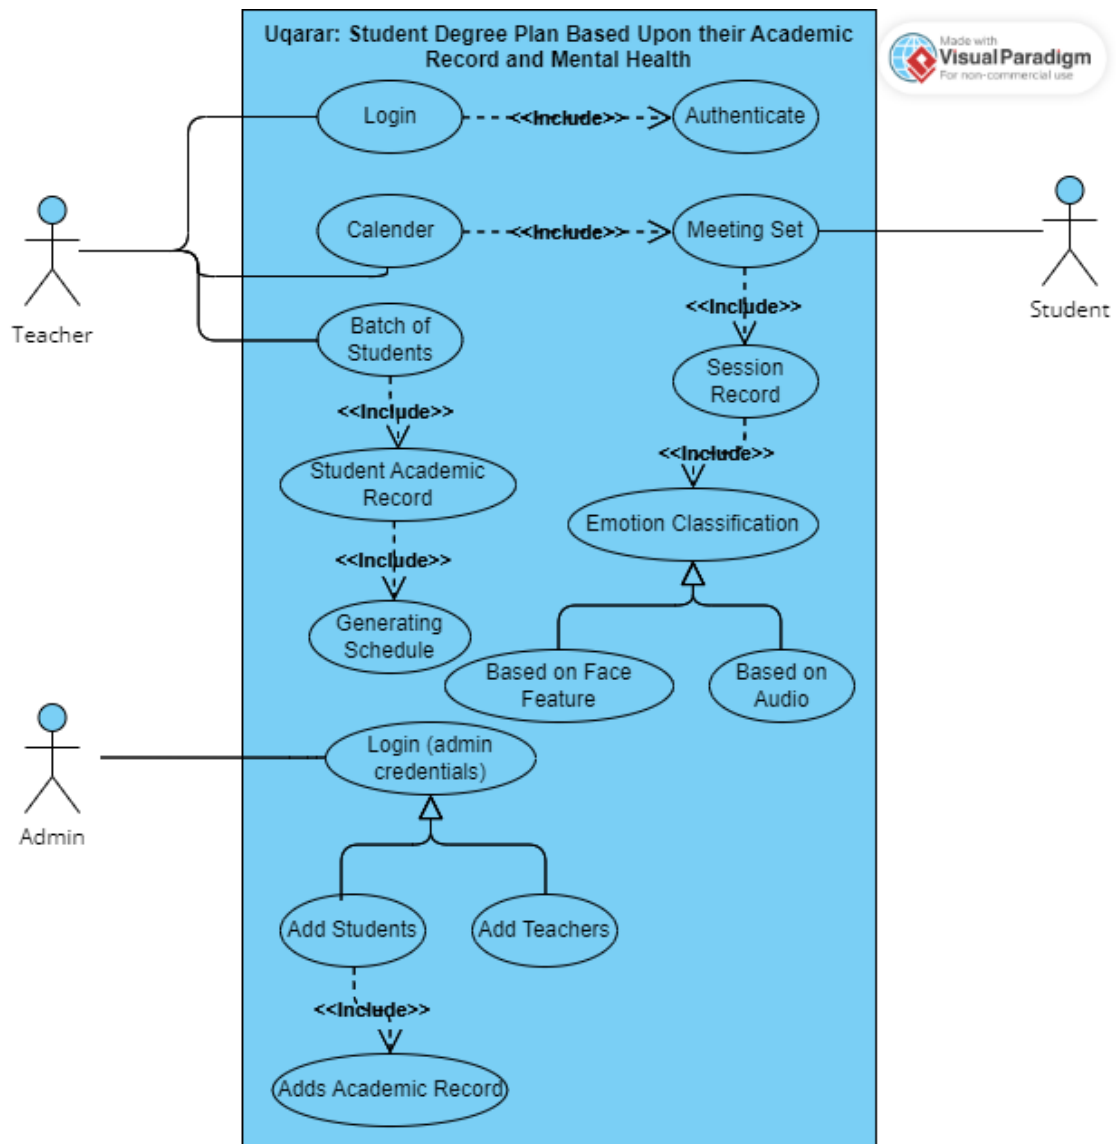 Uqarar: Student Degree Plan Based Upon their Academic
Record and Mental Health
Made with
Visual Paradigm
For non-commercial use
Login
<<Include>>
Authenticate
Calender
<<Include>>
Meeting Set
Teacher
Student
Batch of
Students
<<Include>>
Session
Record
<<Include>>
Student Academic
Record
<<Include>>
Emotion Classification
<<Include>>
Generating
Schedule
Based on Face
Feature
Based on
Audio
Admin
Login (admin
credentials)
Add Students
Add Teachers
<<Include>>
Adds Academic Record